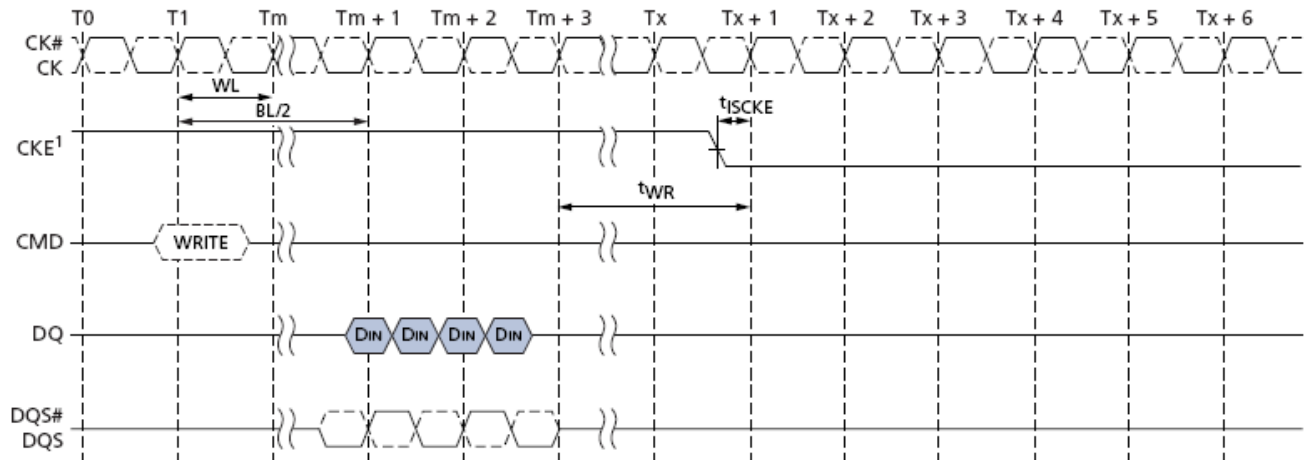 T0 T1 Tm Tm + 1 Tm + 2 Tm + 3 Tx Tx + 1 Tx + 2 Tx + 3 Tx + 4 Tx + 5 Tx + 6
CK#
CK
WL
BL/2
tISCKE
CKE1
tWR
CMD WRITE
DQ DIN DIN DIN DIN
DQS#
DQS